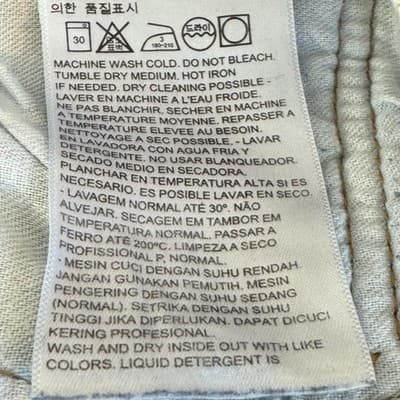 의한 품질표시
30 3 180~210 드라이
MACHINE WASH COLD. DO NOT BLEACH.
TUMBLE DRY MEDIUM. HOT IRON
IF NEEDED. DRY CLEANING POSSIBLE -
LAVER EN MACHINE A L'EAU FROIDE.
NE PAS BLANCHIR. SECHER EN MACHINE
A TEMPERATURE MOYENNE. REPASSER A
TEMPERATURE ELEVEE AU BESOIN.
NETTOYAGE A SEC POSSIBLE. - LAVAR
EN LAVADORA CON AGUA FRIA Y
DETERGENTE. NO USAR BLANQUEADOR.
SECADO MEDIO EN SECADORA.
PLANCHAR EN TEMPERATURA ALTA SI ES
NECESARIO. ES POSIBLE LAVAR EN SECO.
- LAVAGEM NORMAL ATÉ 30º. NÃO
ALVEJAR. SECAGEM EM TAMBOR EM
TEMPERATURA NORMAL. PASSAR A
FERRO ATÉ 200ºC. LIMPEZA A SECO
PROFISSIONAL P, NORMAL.
- MESIN CUCI DENGAN SUHU RENDAH.
JANGAN GUNAKAN PEMUTIH. MESIN
PENGERING DENGAN SUHU SEDANG
(NORMAL). SETRIKA DENGAN SUHU
TINGGI JIKA DIPERLUKAN. DAPAT DICUCI
KERING PROFESIONAL.
WASH AND DRY INSIDE OUT WITH LIKE
COLORS. LIQUID DETERGENT IS